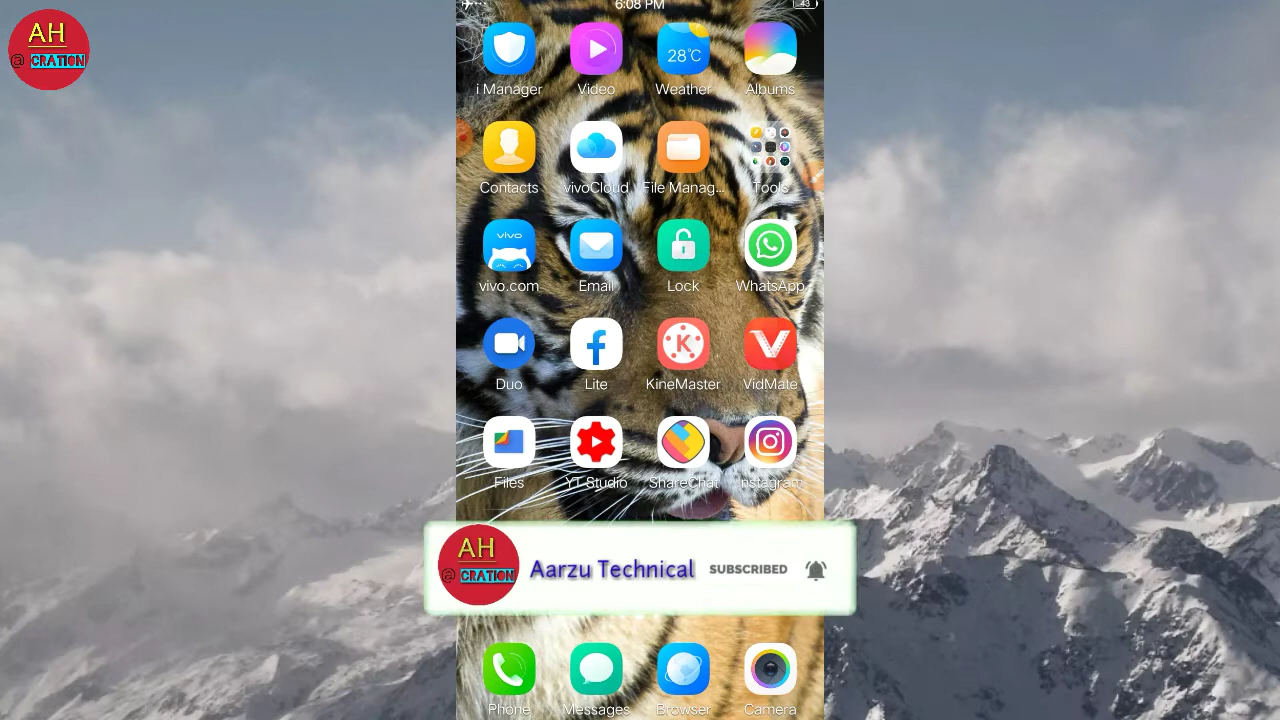 AH
@ CRATION
6:08 PM
43
28°C
i Manager Video Weather Albums
Contacts vivoCloud File Manag... Tools
vivo
vivo.com Email Lock WhatsApp
K
Duo Lite KineMaster VidMate
Files YT Studio ShareChat Instagram
AH
@ CRATION
Aarzu Technical SUBSCRIBED
Phone Messages Browser Camera